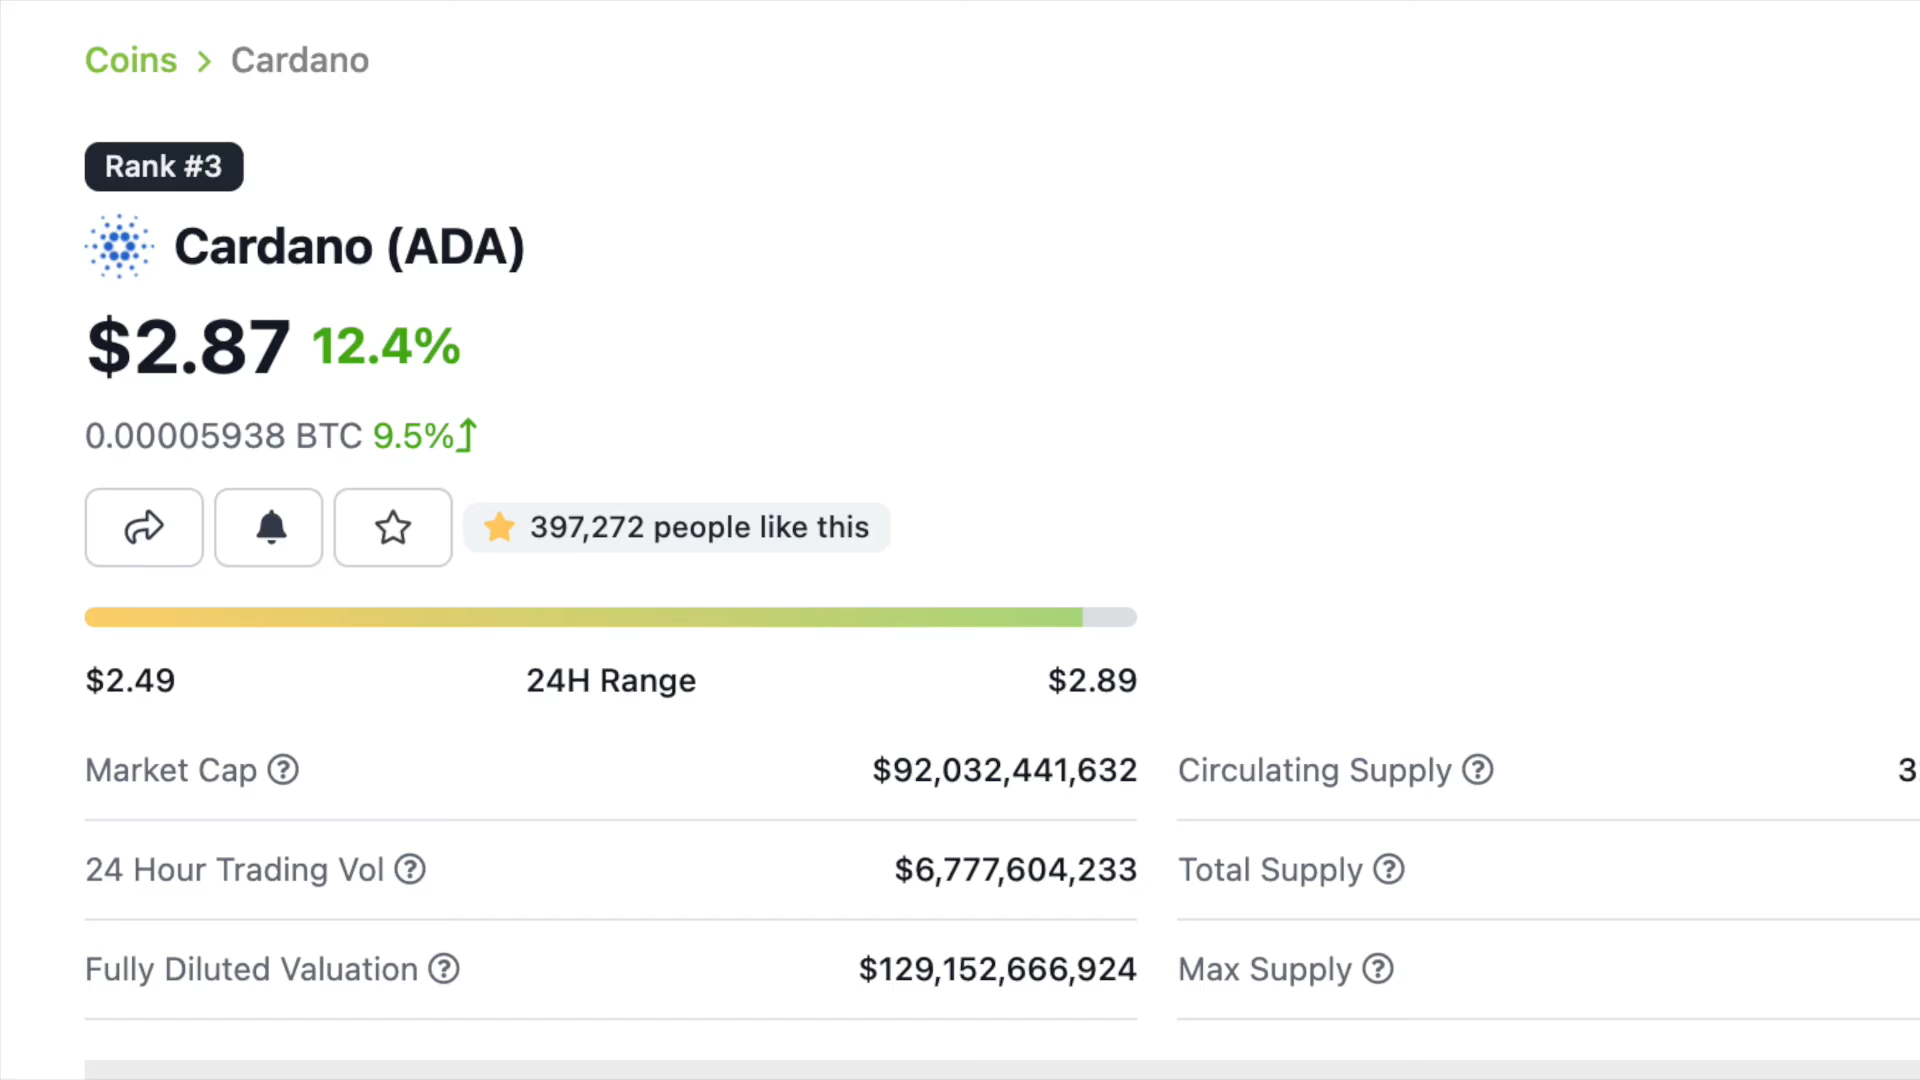 Coins > Cardano
Rank #3
Cardano (ADA)
$2.87 12.4%
0.00005938 BTC 9.5%
397,272 people like this
$2.49 24H Range $2.89
Market Cap $92,032,441,632 Circulating Supply
24 Hour Trading Vol $6,777,604,233 Total Supply
Fully Diluted Valuation $129,152,666,924 Max Supply